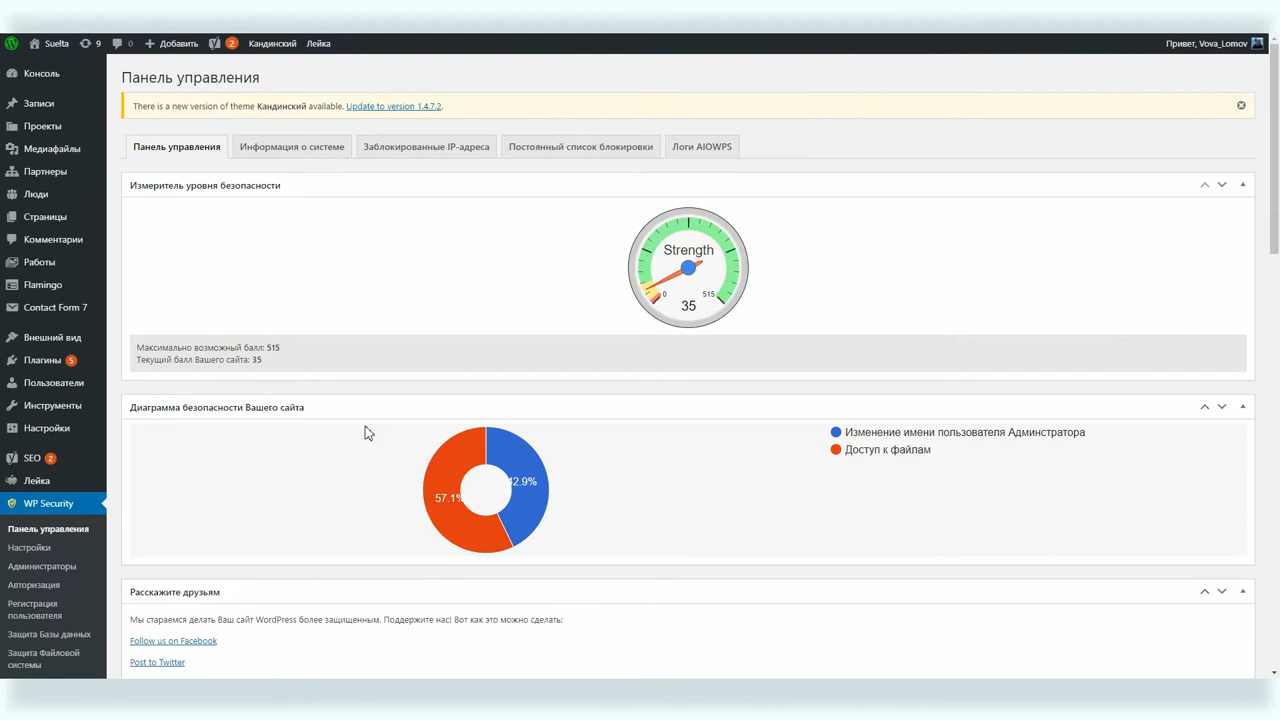 Suelta 9 0 Добавить 2 Кандинский Лейка Привет, Vova_Lomov
Консоль
Записи
Проекты
Медиафайлы
Партнеры
Люди
Страницы
Комментарии
Работы
Flamingo
Contact Form 7
Внешний вид
Плагины 5
Пользователи
Инструменты
Настройки
SEO 2
Лейка
WP Security
Панель управления
Настройки
Администраторы
Авторизация
Регистрация
пользователя
Защита Базы данных
Защита Файловой
системы
Панель управления
There is a new version of theme Кандинский available. Update to version 1.4.7.2.
Панель управления Информация о системе Заблокированные IP-адреса Постоянный список блокировки Логи AIOWPS
Измеритель уровня безопасности
Strength
0 515
35
Максимально возможный балл: 515
Текущий балл Вашего сайта: 35
Диаграмма безопасности Вашего сайта
Изменение имени пользователя Админстратора
Доступ к файлам
42.9%
57.1%
Расскажите друзьям
Мы стараемся делать Ваш сайт WordPress более защищенным. Поддержите нас! Вот как это можно сделать:
Follow us on Facebook
Post to Twitter